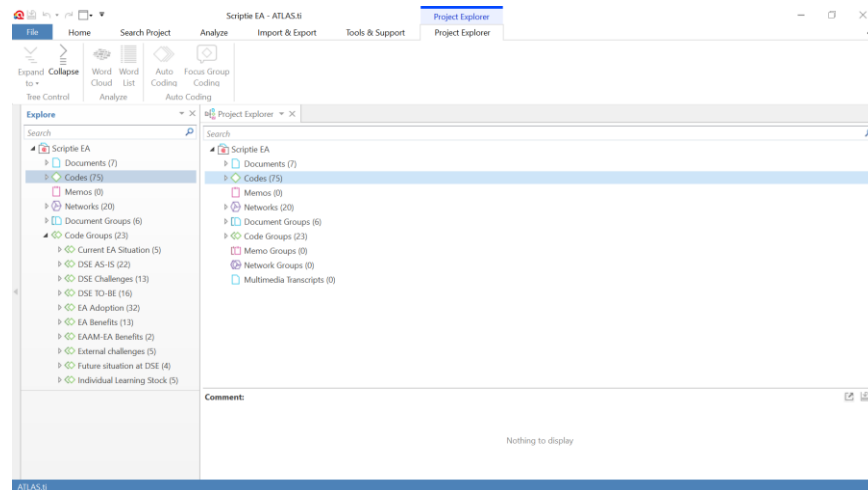 Scriptie EA - ATLAS.ti
Project Explorer
File
Home
Search Project
Analyze
Import & Export
Tools & Support
Project Explorer
Expand to
Collapse
Word Cloud
Word List
Auto Coding
Focus Group Coding
Tree Control
Analyze
Auto Coding
Explore
Search
Scriptie EA
Documents (7)
Codes (75)
Memos (0)
Networks (20)
Document Groups (6)
Code Groups (23)
Current EA Situation (5)
DSE AS-IS (22)
DSE Challenges (13)
DSE TO-BE (16)
EA Adoption (32)
EA Benefits (13)
EAAM-EA Benefits (2)
External challenges (5)
Future situation at DSE (4)
Individual Learning Stock (5)
Project Explorer
Search
Scriptie EA
Documents (7)
Codes (75)
Memos (0)
Networks (20)
Document Groups (6)
Code Groups (23)
Memo Groups (0)
Network Groups (0)
Multimedia Transcripts (0)
Comment:
Nothing to display
ATLAS.ti